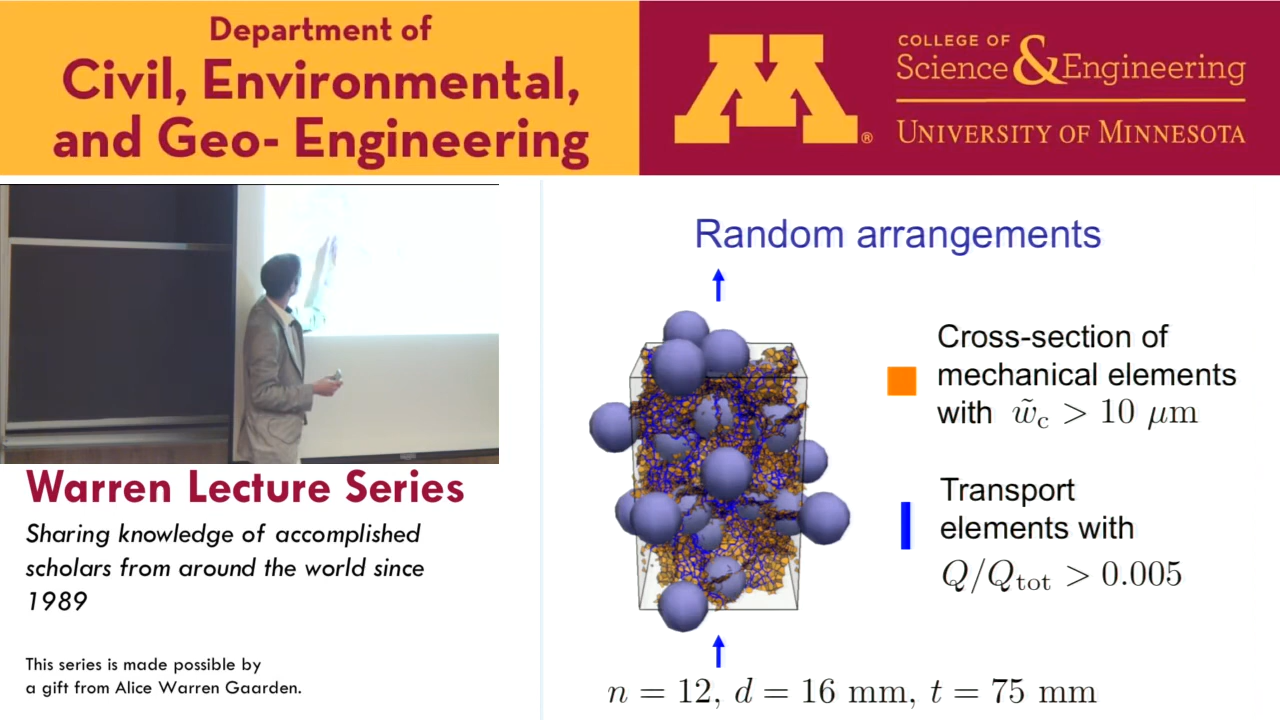 Department of
Civil, Environmental,
and Geo- Engineering
M®
COLLEGE OF
Science & Engineering
UNIVERSITY OF MINNESOTA
Warren Lecture Series
Sharing knowledge of accomplished
scholars from around the world since
1989
This series is made possible by
a gift from Alice Warren Gaarden.
Random arrangements
Cross-section of
mechanical elements
with w̃c > 10 μm
Transport
elements with
Q/Qtot > 0.005
n = 12, d = 16 mm, t = 75 mm